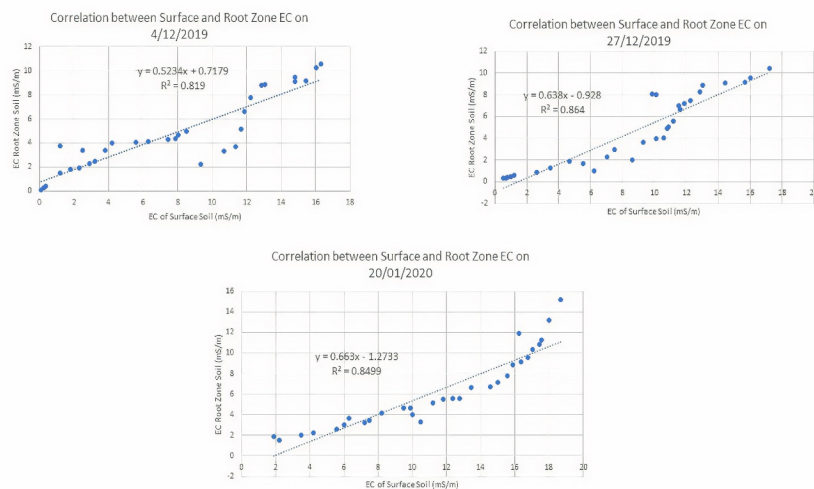 Correlation between Surface and Root Zone EC on
4/12/2019
y = 0.5234x + 0.7179
R² = 0.819
EC Root Zone Soil (mS/m)
12
10
8
6
4
2
0
0 2 4 6 8 10 12 14 16 18
EC of Surface Soil (mS/m)
Correlation between Surface and Root Zone EC on
27/12/2019
y = 0.638x - 0.928
R² = 0.864
EC Root Zone Soil (mS/m)
12
10
8
6
4
2
0
-2
0 2 4 6 8 10 12 14 16 18
EC of Surface Soil (mS/m)
Correlation between Surface and Root Zone EC on
20/01/2020
y = 0.663x - 1.2733
R² = 0.8499
EC Root Zone Soil (mS/m)
16
14
12
10
8
6
4
2
0
-2
0 2 4 6 8 10 12 14 16 18 20
EC of Surface Soil (mS/m)